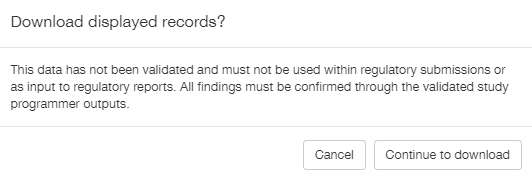 Download displayed records?
This data has not been validated and must not be used within regulatory submissions or
as input to regulatory reports. All findings must be confirmed through the validated study
programmer outputs.
Cancel
Continue to download